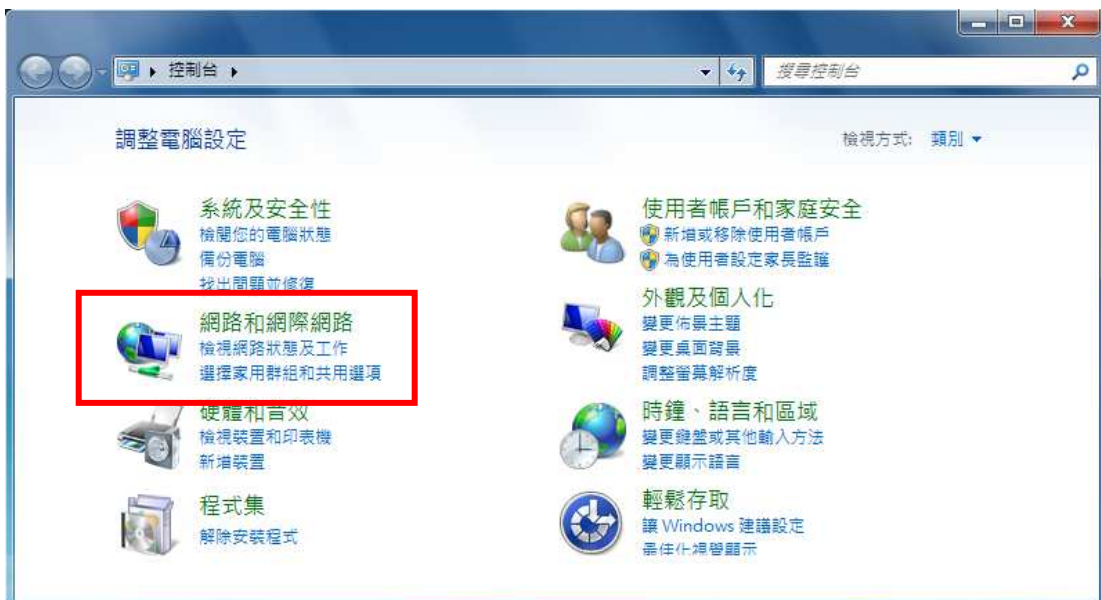 控制台
搜尋控制台
調整電腦設定
檢視方式: 類別
系統及安全性
檢閱您的電腦狀態
備份電腦
找出問題並修復
網路和網際網路
檢視網路狀態及工作
選擇家用群組和共用選項
硬體和音效
檢視裝置和印表機
新增裝置
程式集
解除安裝程式
使用者帳戶和家庭安全
新增或移除使用者帳戶
為使用者設定家長監護
外觀及個人化
變更佈景主題
變更桌面背景
調整螢幕解析度
時鐘、語言和區域
變更鍵盤或其他輸入方法
變更顯示語言
輕鬆存取
讓 Windows 建議設定
最佳化視覺顯示